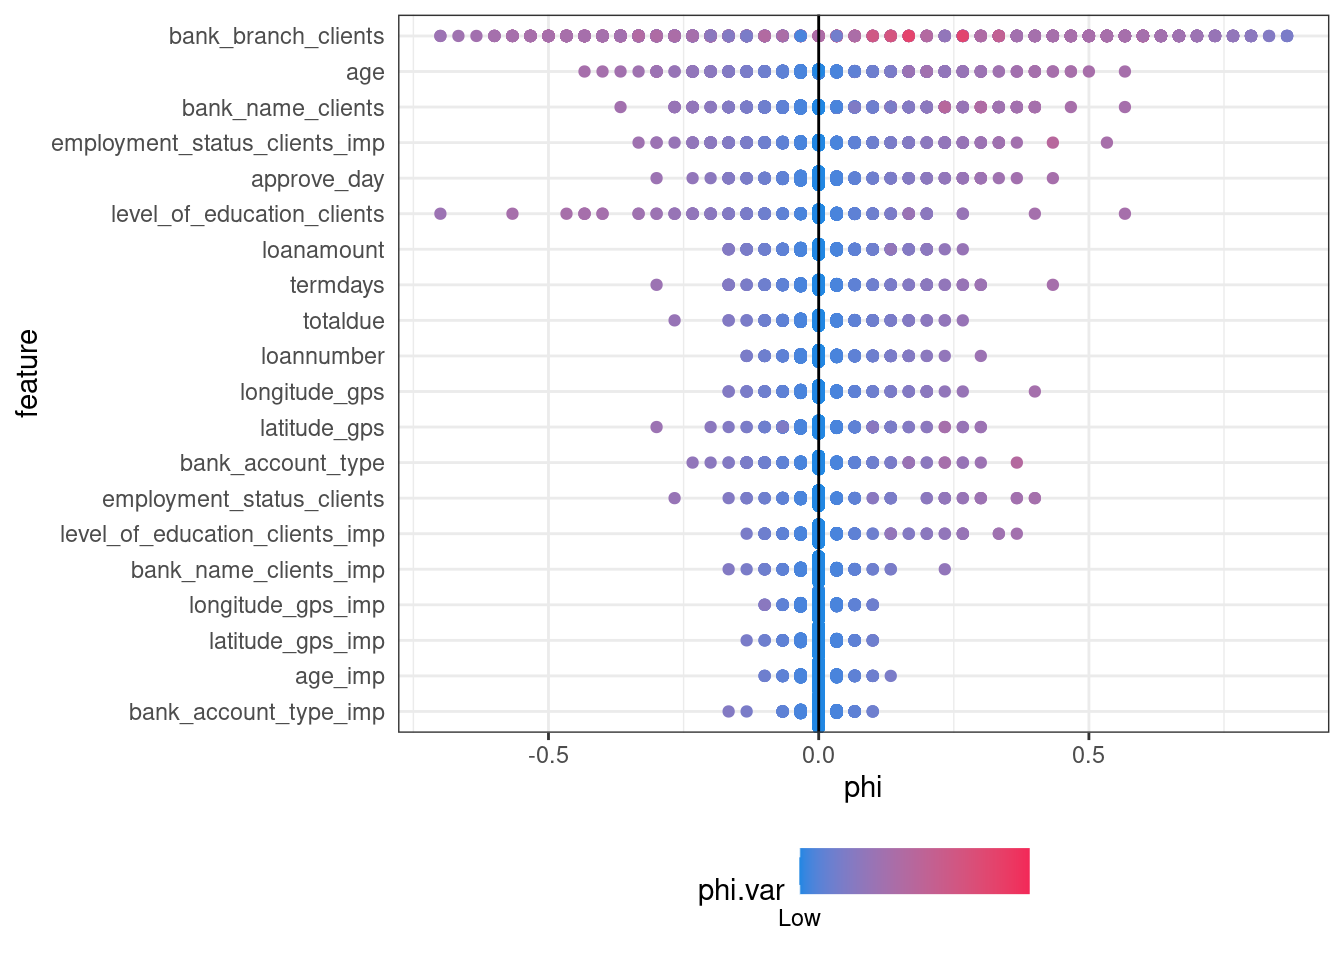 bank_branch_clients
age
bank_name_clients
employment_status_clients_imp
approve_day
level_of_education_clients
loanamount
termdays
totaldue
loannumber
longitude_gps
latitude_gps
bank_account_type
employment_status_clients
level_of_education_clients_imp
bank_name_clients_imp
longitude_gps_imp
latitude_gps_imp
age_imp
bank_account_type_imp
feature
-0.5 0.0 0.5
phi
phi.var
Low